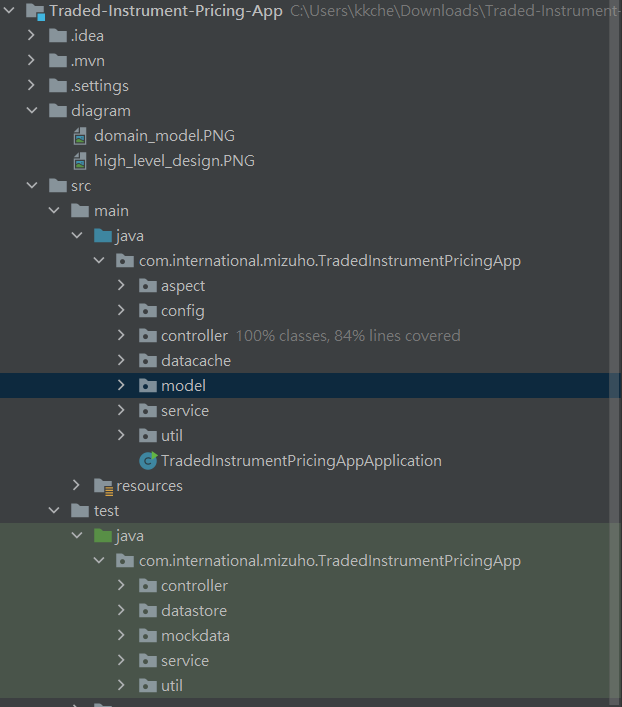 Traded-Instrument-Pricing-App C:\Users\kkche\Downloads\Traded-Instrument-
.idea
.mvn
.settings
diagram
domain_model.PNG
high_level_design.PNG
src
main
java
com.international.mizuho.TradedInstrumentPricingApp
aspect
config
controller 100% classes, 84% lines covered
datacache
model
service
util
TradedInstrumentPricingAppApplication
resources
test
java
com.international.mizuho.TradedInstrumentPricingApp
controller
datastore
mockdata
service
util